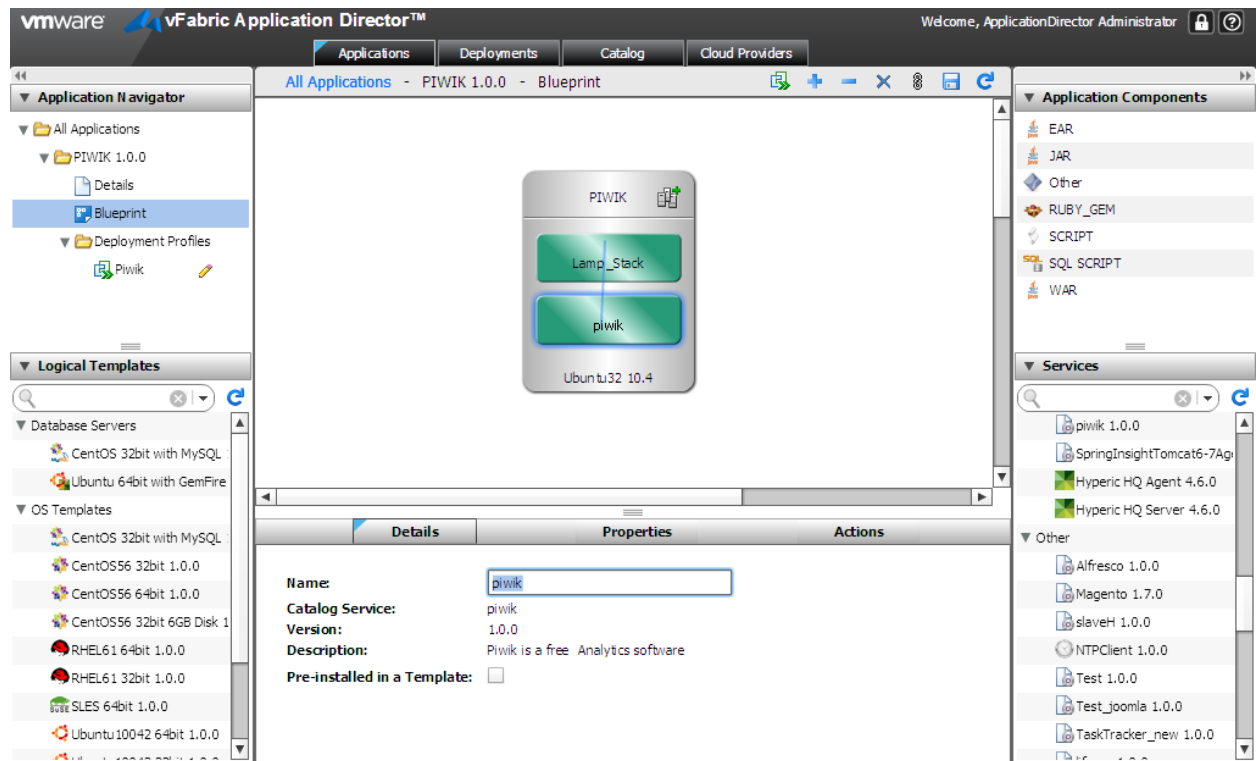 vmware vFabric Application Director™
Welcome, ApplicationDirector Administrator
Applications Deployments Catalog Cloud Providers
Application Navigator
All Applications
PIWIK 1.0.0
Details
Blueprint
Deployment Profiles
Piwik
Logical Templates
Database Servers
CentOS 32bit with MySQL
Ubuntu 64bit with GemFire
OS Templates
CentOS 32bit with MySQL
CentOS56 32bit 1.0.0
CentOS56 64bit 1.0.0
CentOS56 32bit 6GB Disk 1
RHEL61 64bit 1.0.0
RHEL61 32bit 1.0.0
SLES 64bit 1.0.0
Ubuntu10042 64bit 1.0.0
All Applications - PIWIK 1.0.0 - Blueprint
PIWIK
Lamp_Stack
piwik
Ubuntu32 10.4
Details Properties Actions
Name: piwik
Catalog Service: piwik
Version: 1.0.0
Description: Piwik is a free Analytics software
Pre-installed in a Template:
Application Components
EAR
JAR
Other
RUBY_GEM
SCRIPT
SQL SCRIPT
WAR
Services
piwik 1.0.0
SpringInsightTomcat6-7Age
Hyperic HQ Agent 4.6.0
Hyperic HQ Server 4.6.0
Other
Alfresco 1.0.0
Magento 1.7.0
slaveH 1.0.0
NTPClient 1.0.0
Test 1.0.0
Test_joomla 1.0.0
TaskTracker_new 1.0.0